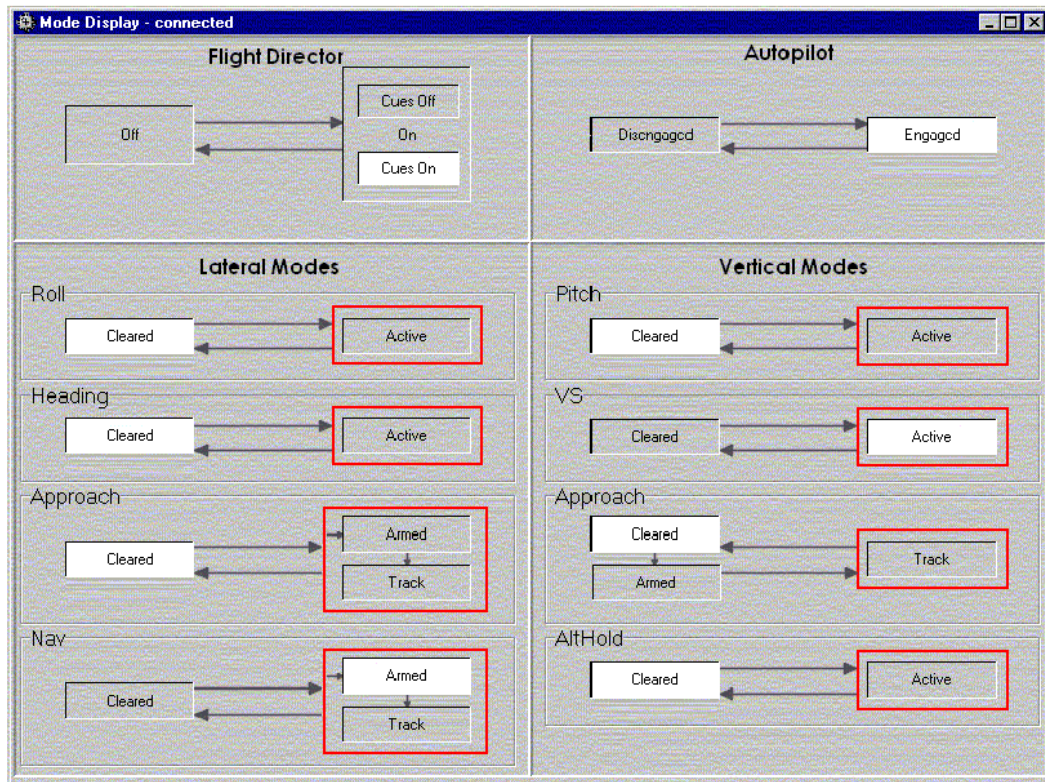 Mode Display - connected
Flight Director
Off
Cues Off
On
Cues On
Autopilot
Disengaged
Engaged
Lateral Modes
Roll
Cleared
Active
Heading
Cleared
Active
Approach
Cleared
Armed
Track
Nav
Cleared
Armed
Track
Vertical Modes
Pitch
Cleared
Active
VS
Cleared
Active
Approach
Cleared
Armed
Track
AltHold
Cleared
Active